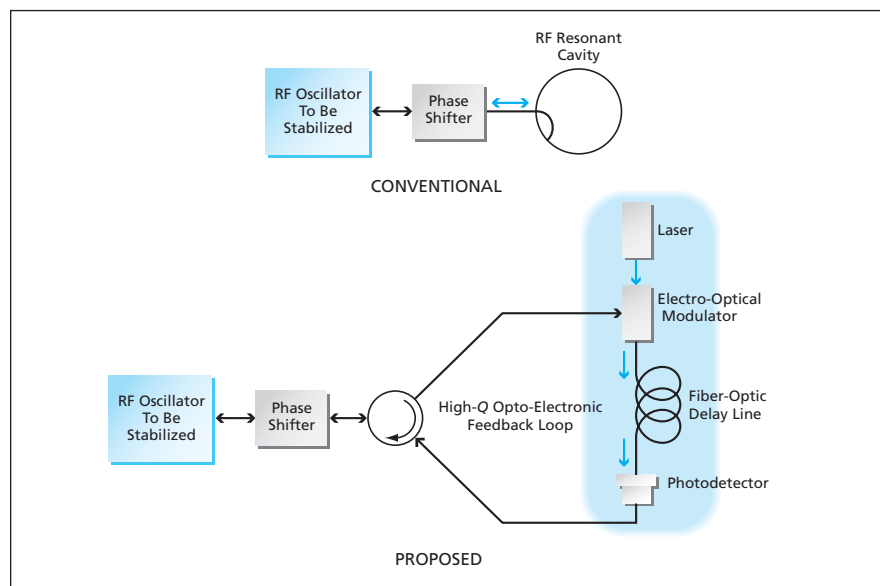 RF Resonant
Cavity
RF Oscillator
To Be
Stabilized
Phase
Shifter
CONVENTIONAL
Laser
Electro-Optical
Modulator
RF Oscillator
To Be
Stabilized
Phase
Shifter
High-Q Opto-Electronic
Feedback Loop
Fiber-Optic
Delay Line
Photodetector
PROPOSED